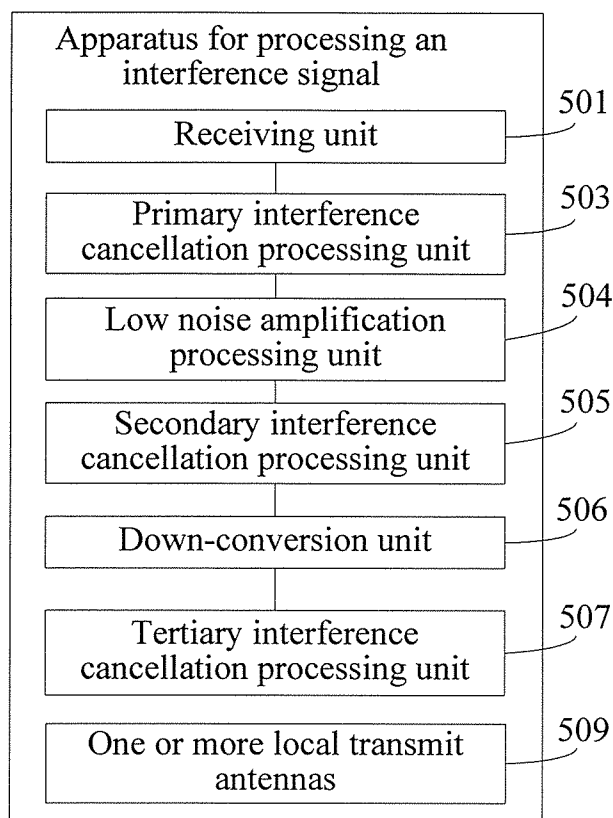 Apparatus for processing an
interference signal
501
Receiving unit
503
Primary interference
cancellation processing unit
504
Low noise amplification
processing unit
505
Secondary interference
cancellation processing unit
506
Down-conversion unit
507
Tertiary interference
cancellation processing unit
509
One or more local transmit
antennas